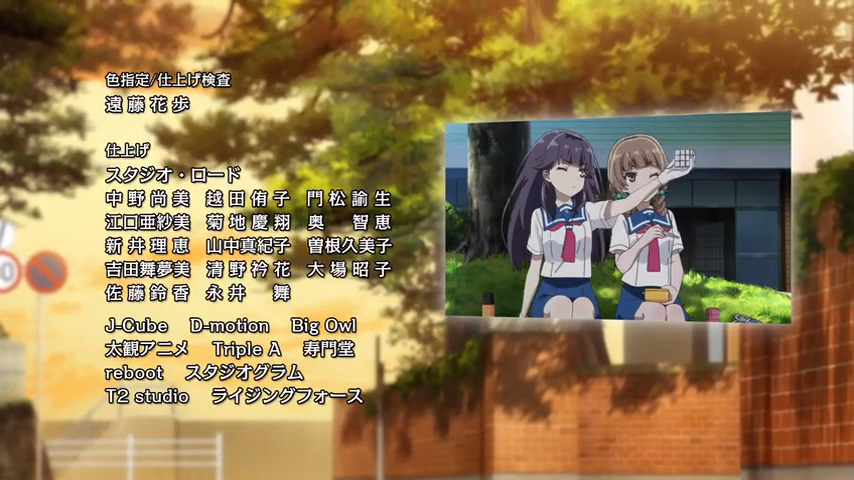 色指定/仕上げ検査
遠藤花歩
仕上げ
スタジオ・ロード
中野尚美 越田侑子 門松諭生
江口亜紗美 菊地慶翔 奥 智恵
新井理恵 山中真紀子 曽根久美子
吉田舞夢美 清野衿花 大場昭子
佐藤鈴香 永井 舞
J-Cube D-motion Big Owl
太観アニメ Triple A 寿門堂
reboot スタジオグラム
T2 studio ライジングフォース